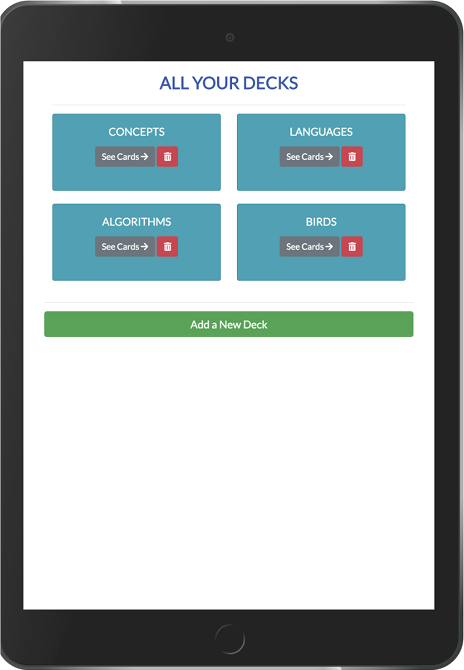 ALL YOUR DECKS
CONCEPTS
See Cards
LANGUAGES
See Cards
ALGORITHMS
See Cards
BIRDS
See Cards
Add a New Deck